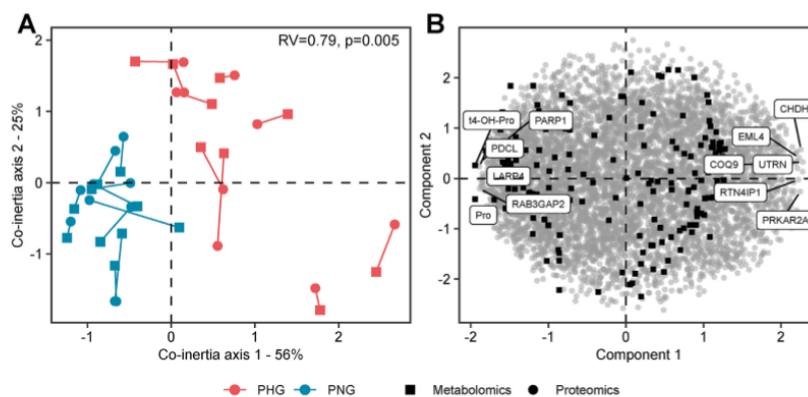 A
RV=0.79, p=0.005
2
1
0
-1
Co-inertia axis 2 - 25%
-1
0
1
2
Co-inertia axis 1 - 56%
B
2
1
0
-1
-2
Component 2
t4-OH-Pro
PARP1
PDCL
LARP4
RAB3GAP2
Pro
CHDH
EML4
COQ9
UTRN
RTN4IP1
PRKAR2A
-2
-1
0
1
2
Component 1
PHG
PNG
Metabolomics
Proteomics